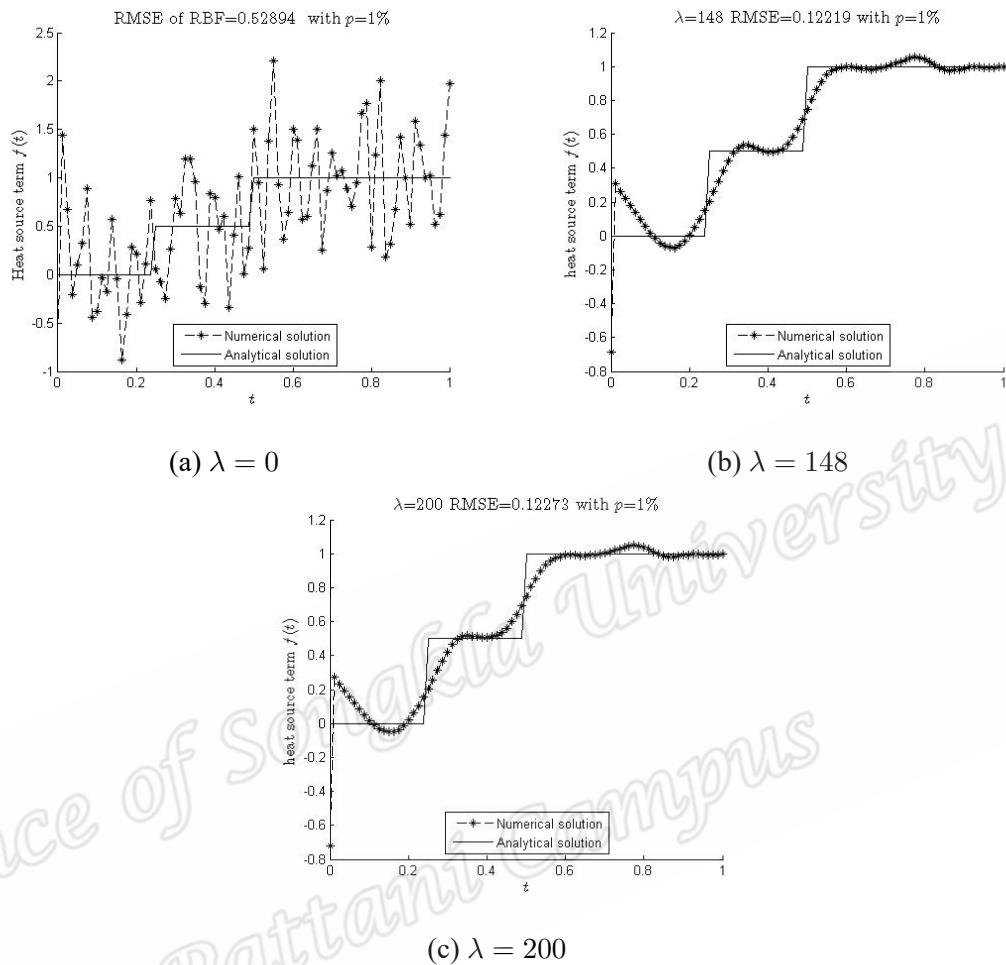 RMSE of RBF=0.52894 with p=1%
2.5
2
1.5
1
0.5
0
-0.5
-1
Heat source term f(t)
0 0.2 0.4 0.6 0.8 1
t
Numerical solution
Analytical solution
(a) λ = 0
λ=148 RMSE=0.12219 with p=1%
1.2
1
0.8
0.6
0.4
0.2
0
-0.2
-0.4
-0.6
-0.8
heat source term f(t)
0 0.2 0.4 0.6 0.8 1
t
Numerical solution
Analytical solution
(b) λ = 148
λ=200 RMSE=0.12273 with p=1%
1.2
1
0.8
0.6
0.4
0.2
0
-0.2
-0.4
-0.6
-0.8
heat source term f(t)
0 0.2 0.4 0.6 0.8 1
t
Numerical solution
Analytical solution
(c) λ = 200
nce of Songkla University
Pattani Campus